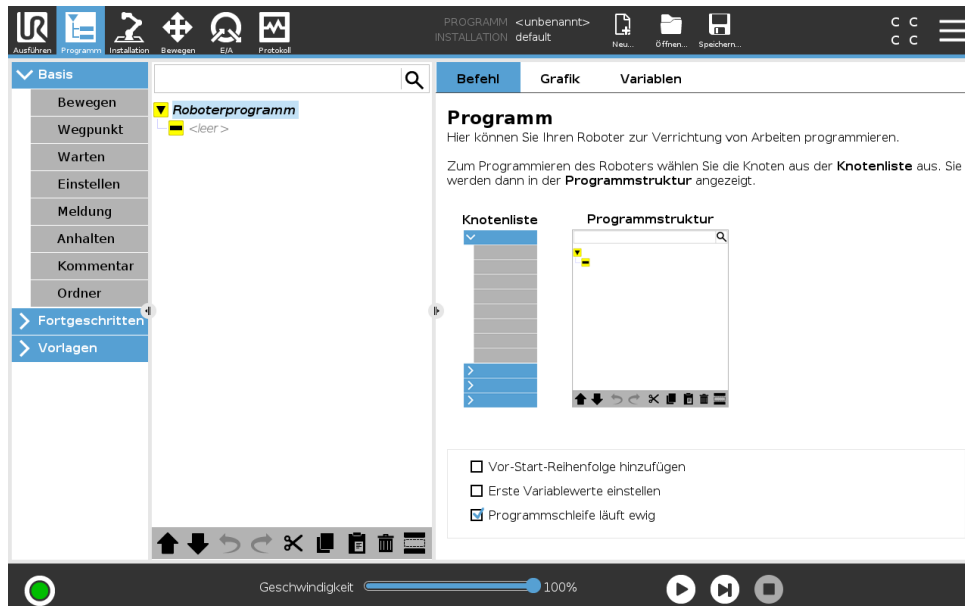 PROGRAMM <unbenannt>
INSTALLATION default
UR
Ausführen
Programm
Installation
Bewegen
E/A
Protokoll
Neu...
Öffnen...
Speichern...
C C
C C
Basis
Bewegen
Wegpunkt
Warten
Einstellen
Meldung
Anhalten
Kommentar
Ordner
Fortgeschritten
Vorlagen
Roboterprogramm
<leer>
Befehl
Grafik
Variablen
Programm
Hier können Sie Ihren Roboter zur Verrichtung von Arbeiten programmieren.
Zum Programmieren des Roboters wählen Sie die Knoten aus der Knotenliste aus. Sie
werden dann in der Programmstruktur angezeigt.
Knotenliste
Programmstruktur
Vor-Start-Reihenfolge hinzufügen
Erste Variablewerte einstellen
Programmschleife läuft ewig
Geschwindigkeit
100%